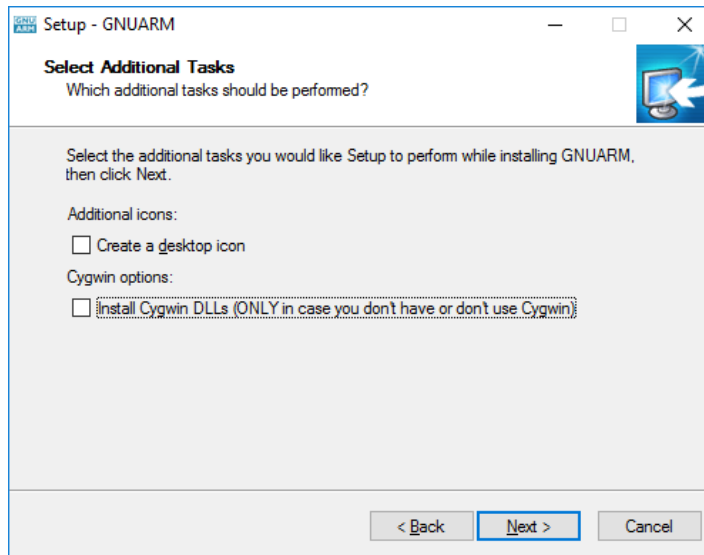 GNU
ARM
Setup - GNUARM
Select Additional Tasks
Which additional tasks should be performed?
Select the additional tasks you would like Setup to perform while installing GNUARM,
then click Next.
Additional icons:
Create a desktop icon
Cygwin options:
Install Cygwin DLLs (ONLY in case you don't have or don't use Cygwin)
< Back
Next >
Cancel